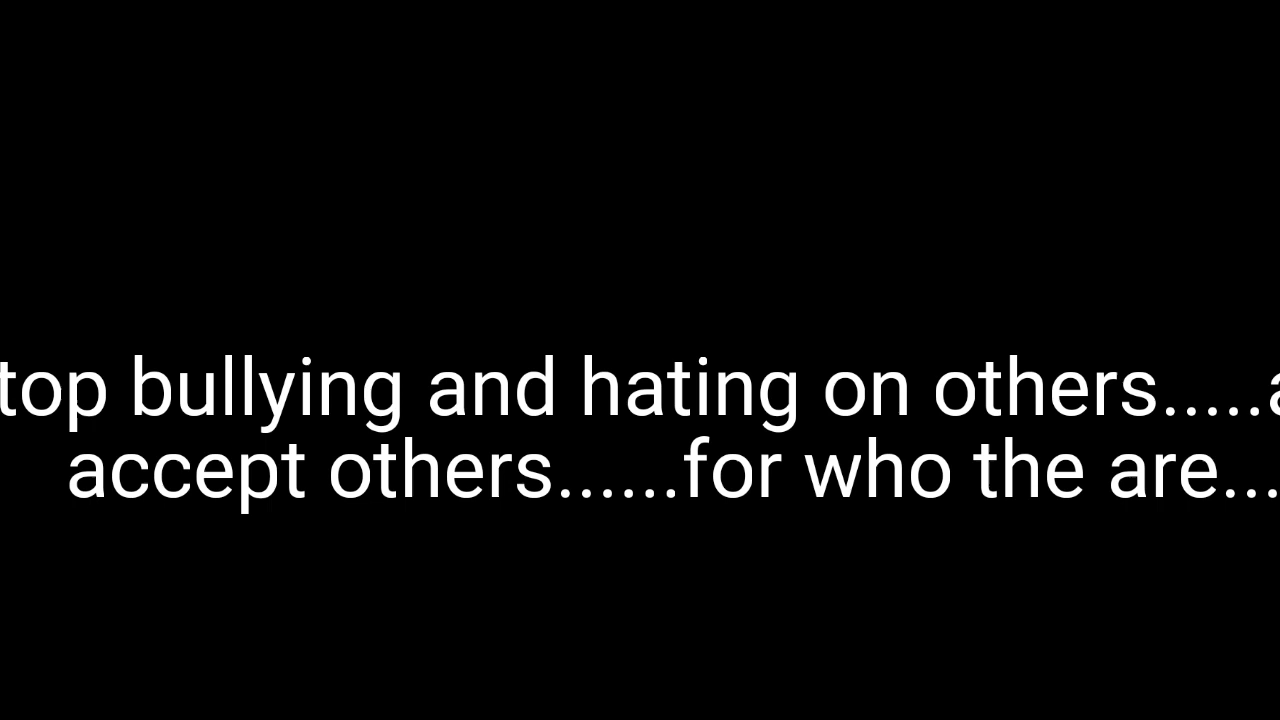 top bullying and hating on others.....a
accept others......for who the are...